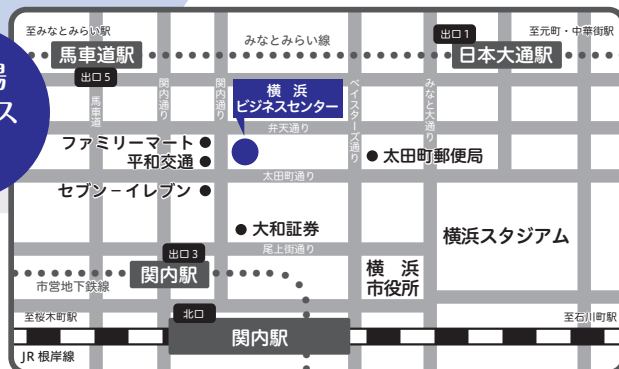 場
ス
至みなとみらい駅
みなとみらい線
出口 1
至元町・中華街駅
馬車道駅
日本大通駅
出口 5
馬車道
関内通り
関内通り
ベイスターズ通り
みなと大通り
横 浜
ビジネスセンター
弁天通り
ファミリーマート
平和交通
太田町郵便局
太田町通り
セブン−イレブン
大和証券
横浜スタジアム
尾上街通り
出口 3
関内駅
市営地下鉄線
横 浜
市役所
至桜木町駅
北口
至石川町駅
関内駅
JR 根岸線